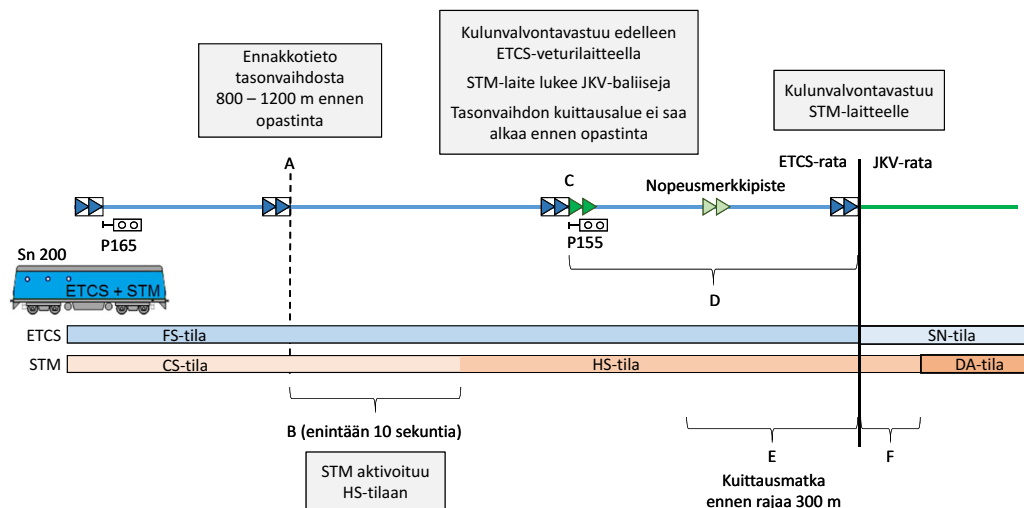 Ennakkotieto
tasonvaihdosta
800 – 1200 m ennen
opastinta
Kulunvalvontavastuu edelleen
ETCS-veturilaitteella
STM-laite lukee JKV-baliiseja
Tasonvaihdon kuittausalue ei saa
alkaa ennen opastinta
Kulunvalvontavastuu
STM-laitteelle
A
C
Nopeusmerkkipiste
ETCS-rata
JKV-rata
P165
P155
Sn 200
ETCS + STM
D
ETCS
FS-tila
SN-tila
STM
CS-tila
HS-tila
DA-tila
B (enintään 10 sekuntia)
E
F
STM aktivoituu
HS-tilaan
Kuittausmatka
ennen rajaa 300 m